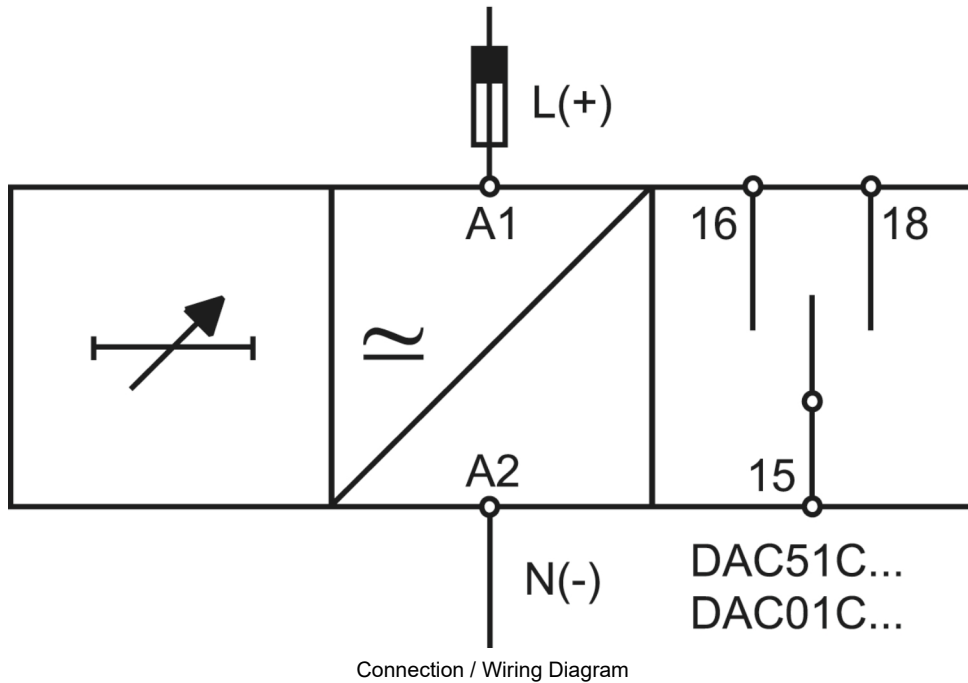 L(+)
A1
16
18
≃
A2
15
N(-)
DAC51C...
DAC01C...
Connection / Wiring Diagram